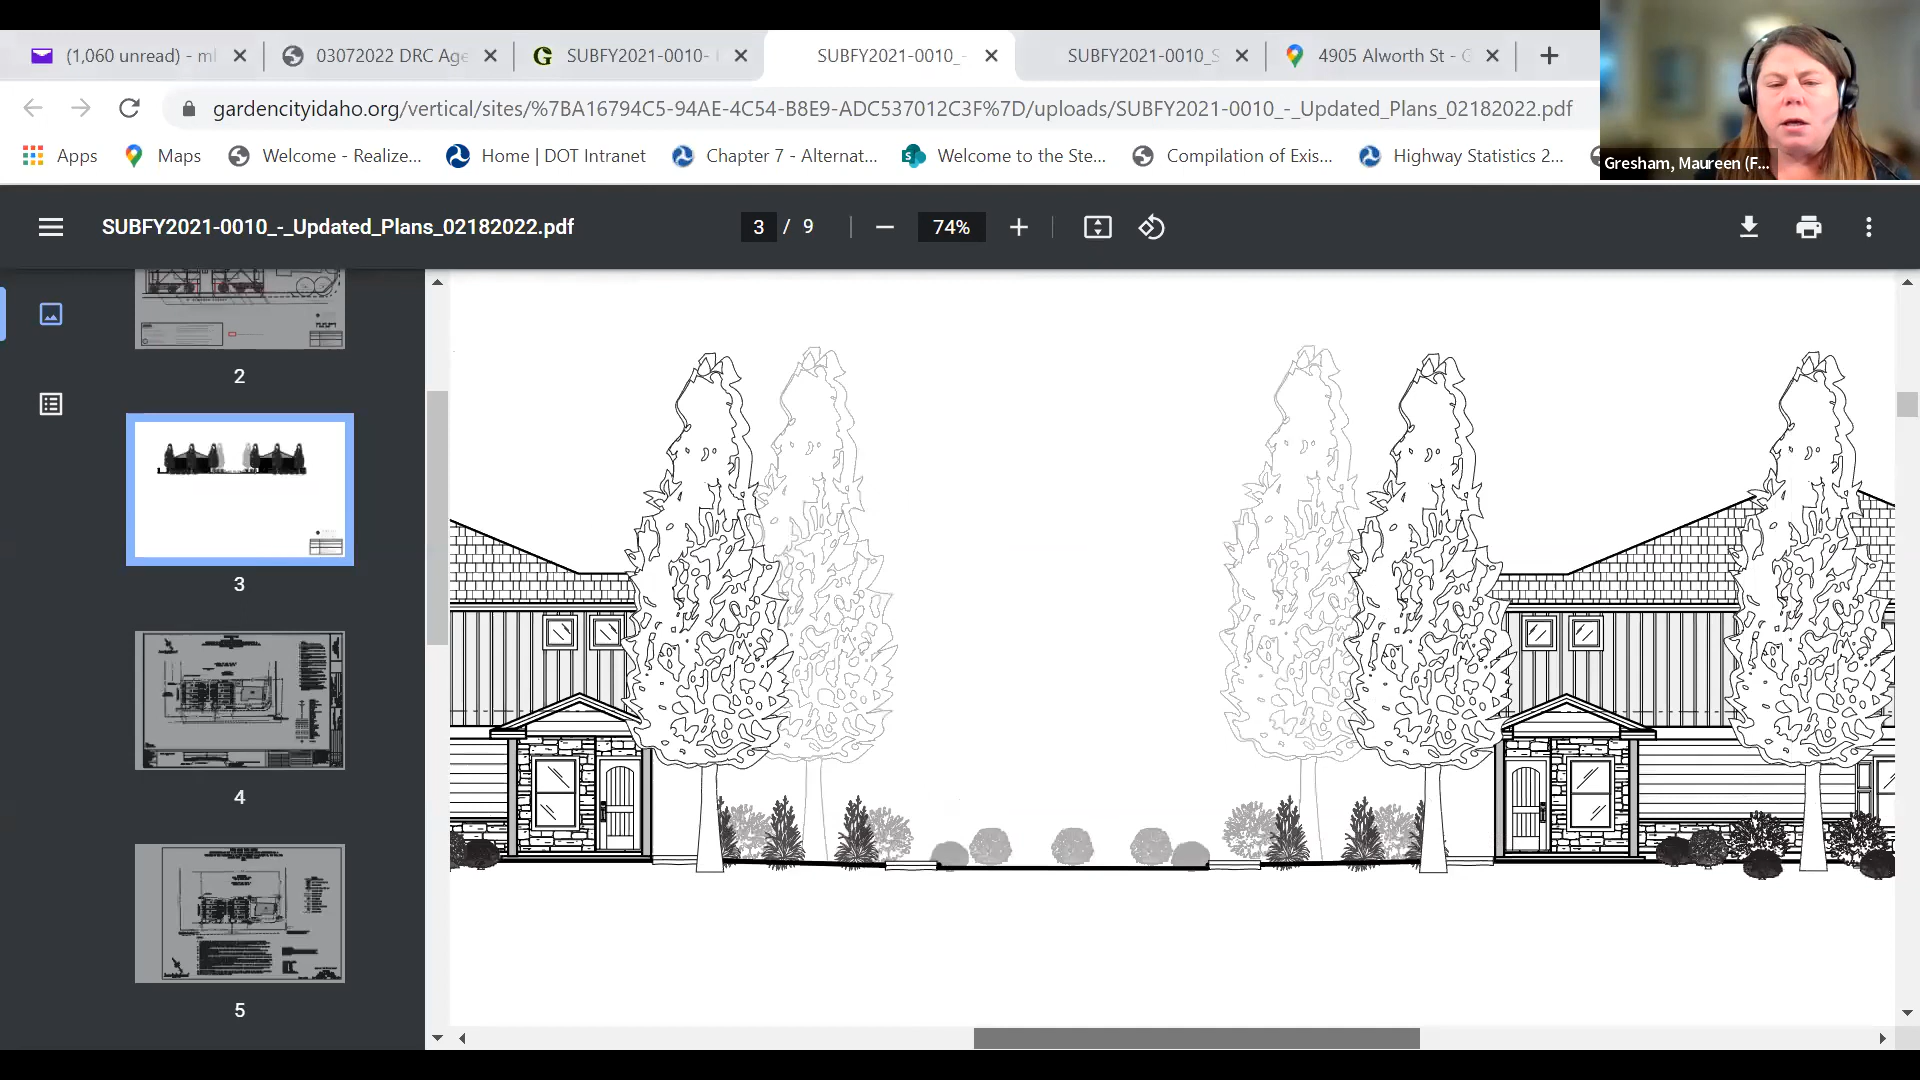 (1,060 unread) - ml
03072022 DRC Age
SUBFY2021-0010-
SUBFY2021-0010_-
SUBFY2021-0010_S
4905 Alworth St - G
gardencityidaho.org/vertical/sites/%7BA16794C5-94AE-4C54-B8E9-ADC537012C3F%7D/uploads/SUBFY2021-0010_-_Updated_Plans_02182022.pdf
Apps
Maps
Welcome - Realize...
Home | DOT Intranet
Chapter 7 - Alternat...
Welcome to the Ste...
Compilation of Exis...
Highway Statistics 2...
Gresham, Maureen (F...
SUBFY2021-0010_-_Updated_Plans_02182022.pdf
3 / 9
74%
2
3
4
5